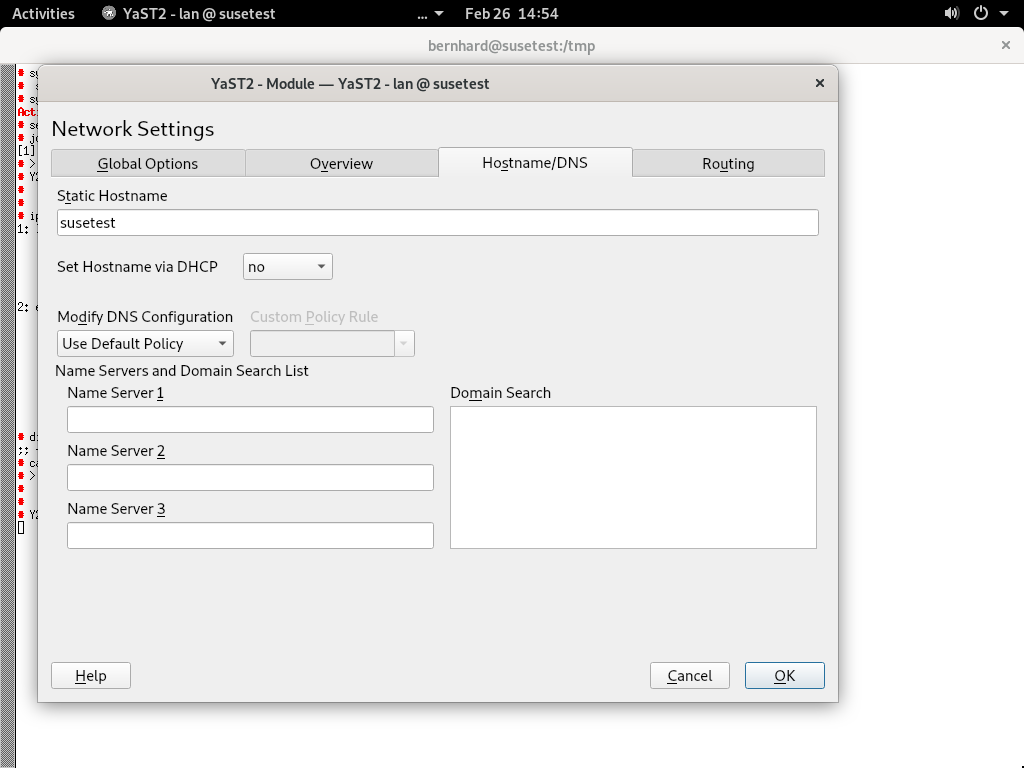 Activities YaST2 - lan @ susetest ... Feb 26 14:54
bernhard@susetest:/tmp
YaST2 - Module — YaST2 - lan @ susetest
Network Settings
Global Options Overview Hostname/DNS Routing
Static Hostname
susetest
Set Hostname via DHCP no
Modify DNS Configuration Custom Policy Rule
Use Default Policy
Name Servers and Domain Search List
Name Server 1 Domain Search
Name Server 2
Name Server 3
Help Cancel OK
[1]
1:
2: